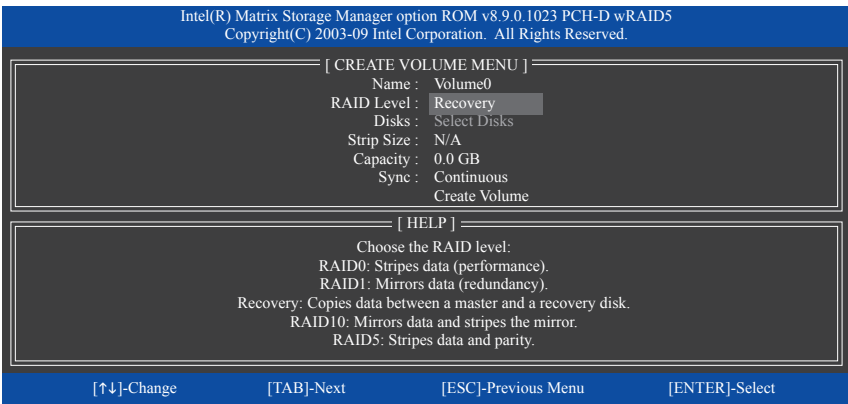 Intel(R) Matrix Storage Manager option ROM v8.9.0.1023 PCH-D wRAID5
Copyright(C) 2003-09 Intel Corporation. All Rights Reserved.
[ CREATE VOLUME MENU ]
Name : Volume0
RAID Level : Recovery
Disks : Select Disks
Strip Size : N/A
Capacity : 0.0 GB
Sync : Continuous
Create Volume
[ HELP ]
Choose the RAID level:
RAID0: Stripes data (performance).
RAID1: Mirrors data (redundancy).
Recovery: Copies data between a master and a recovery disk.
RAID10: Mirrors data and stripes the mirror.
RAID5: Stripes data and parity.
[↑↓]-Change [TAB]-Next [ESC]-Previous Menu [ENTER]-Select